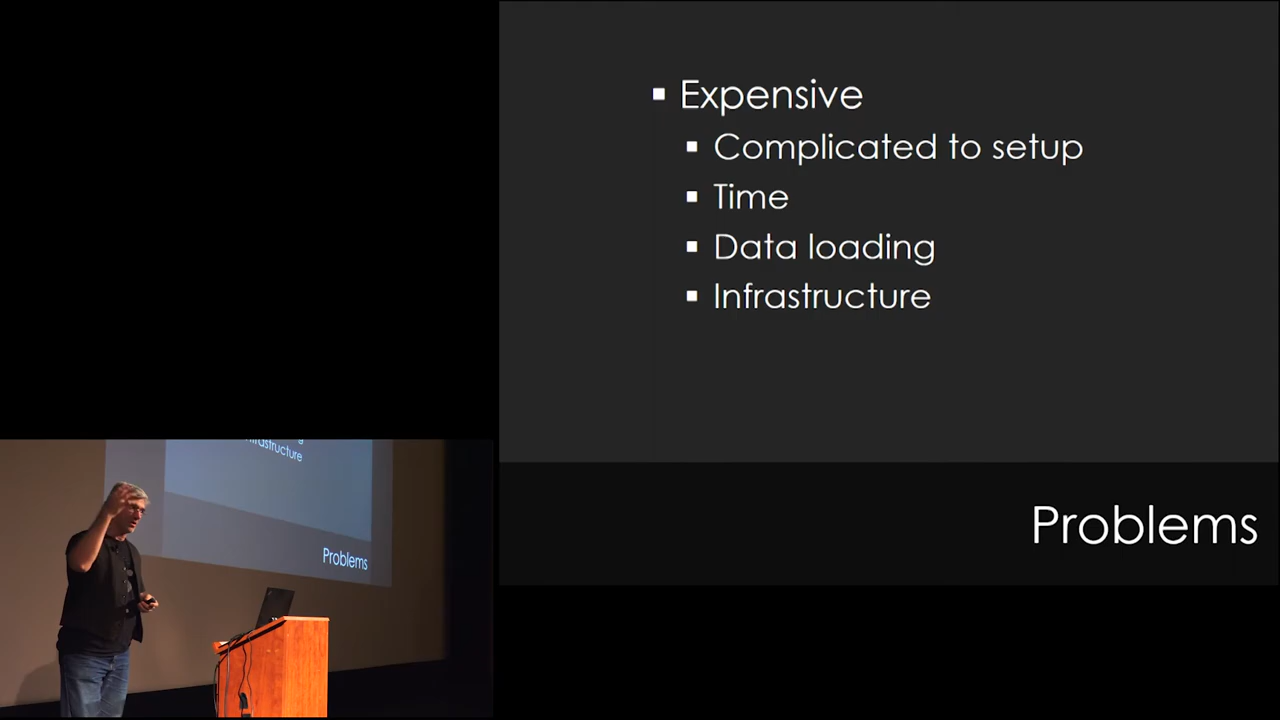 Expensive
Complicated to setup
Time
Data loading
Infrastructure
Problems
Infrastructure
Problems